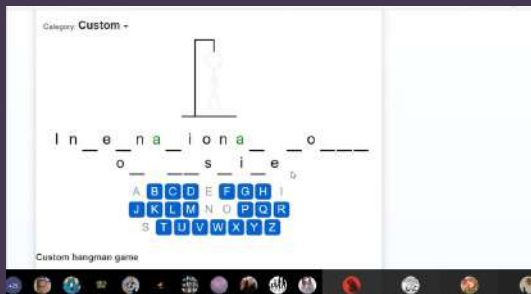 Category: Custom
I n _ e _ n a _ i o n a _ _ o _ _ _
o _ _ _ s _ i _ e
A B C D E F G H I
J K L M N O P Q R
S T U V W X Y Z
Custom hangman game